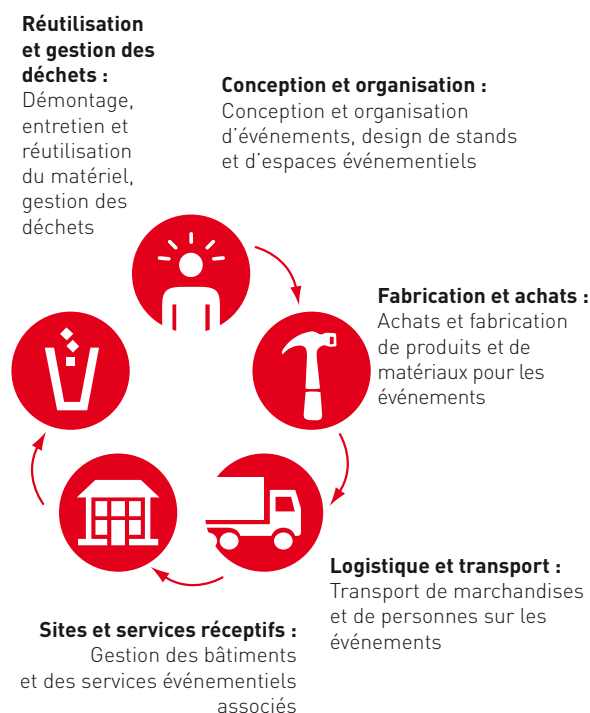 Réutilisation
et gestion des
déchets :
Démontage,
entretien et
réutilisation
du matériel,
gestion des
déchets
Conception et organisation :
Conception et organisation
d’événements, design de stands
et d’espaces événementiels
Fabrication et achats :
Achats et fabrication
de produits et de
matériaux pour les
événements
Logistique et transport :
Transport de marchandises
et de personnes sur les
événements
Sites et services réceptifs :
Gestion des bâtiments
et des services événementiels
associés